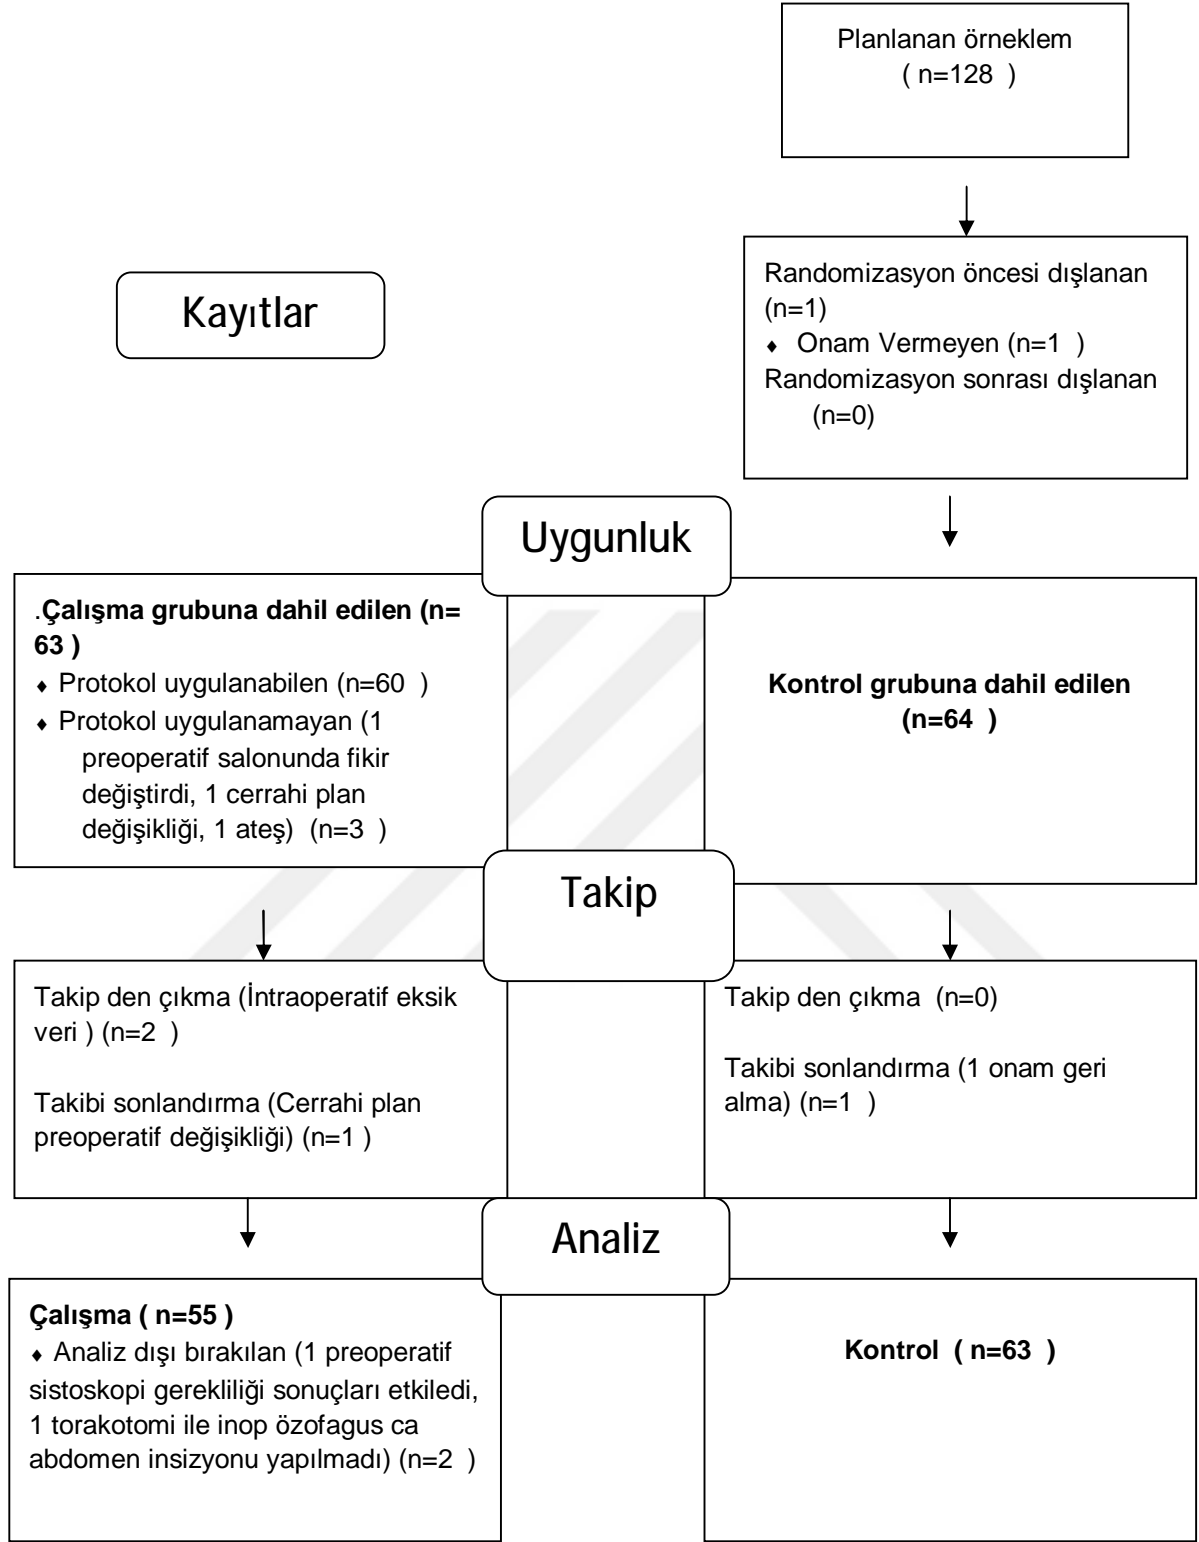 Planlanan örneklem
( n=128 )
Randomizasyon öncesi dışlanan
(n=1)
♦ Onam Vermeyen (n=1 )
Randomizasyon sonrası dışlanan
(n=0)
Kayıtlar
Uygunluk
.Çalışma grubuna dahil edilen (n=
63 )
♦ Protokol uygulanabilen (n=60 )
♦ Protokol uygulanamayan (1
preoperatif salonunda fikir
değiştirdi, 1 cerrahi plan
değişikliği, 1 ateş) (n=3 )
Kontrol grubuna dahil edilen
(n=64 )
Takip
Takip den çıkma (İntraoperatif eksik
veri ) (n=2 )
Takibi sonlandırma (Cerrahi plan
preoperatif değişikliği) (n=1 )
Takip den çıkma (n=0)
Takibi sonlandırma (1 onam geri
alma) (n=1 )
Analiz
Çalışma ( n=55 )
♦ Analiz dışı bırakılan (1 preoperatif
sistoskopi gerekliliği sonuçları etkiledi,
1 torakotomi ile inop özofagus ca
abdomen insizyonu yapılmadı) (n=2 )
Kontrol ( n=63 )